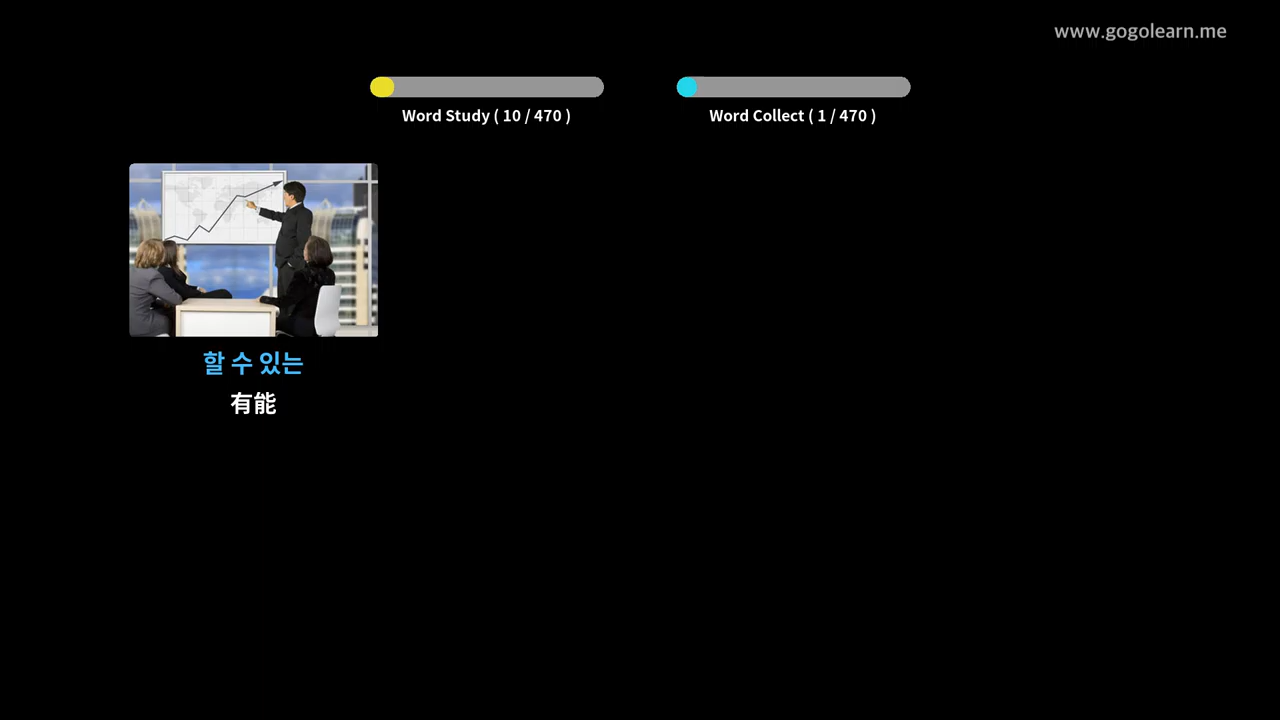 www.gogolearn.me
Word Study ( 10 / 470 )
Word Collect ( 1 / 470 )
할 수 있는
有能